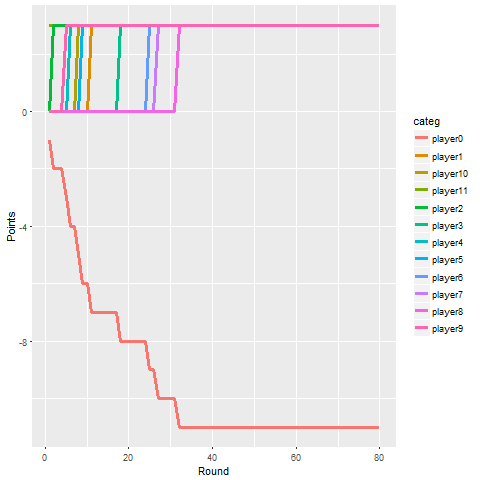 Points
0
-4
-8
0
20
40
60
80
Round
categ
player0
player1
player10
player11
player2
player3
player4
player5
player6
player7
player8
player9